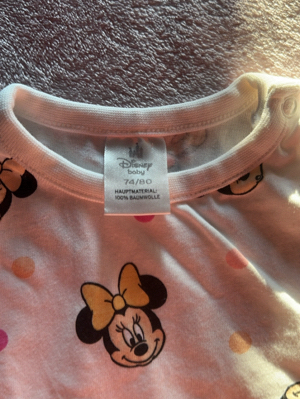 Disney
baby
74/80
HAUPTMATERIAL:
100% BAUMWOLLE